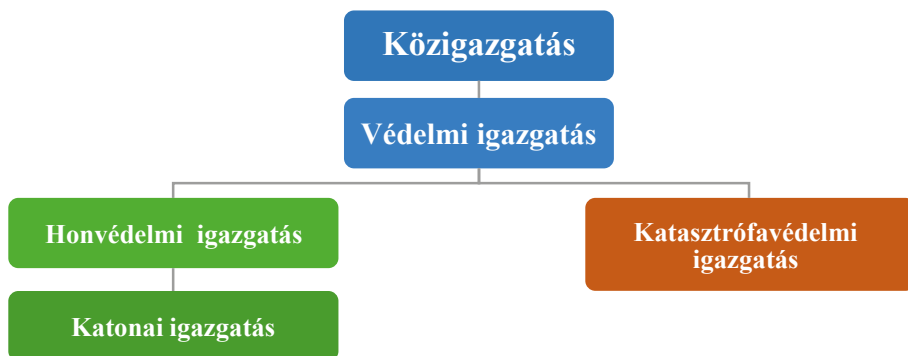 Közigazgatás
Védelmi igazgatás
Honvédelmi igazgatás
Katasztrófavédelmi
igazgatás
Katonai igazgatás